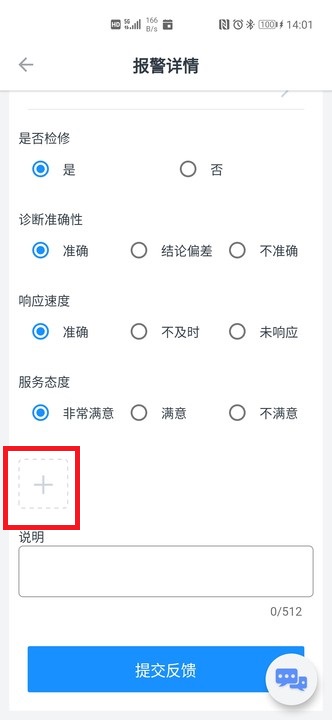 HD 5G 166 B/s 100 14:01
报警详情
是否检修
是 否
诊断准确性
准确 结论偏差 不准确
响应速度
准确 不及时 未响应
服务态度
非常满意 满意 不满意
说明
0/512
提交反馈